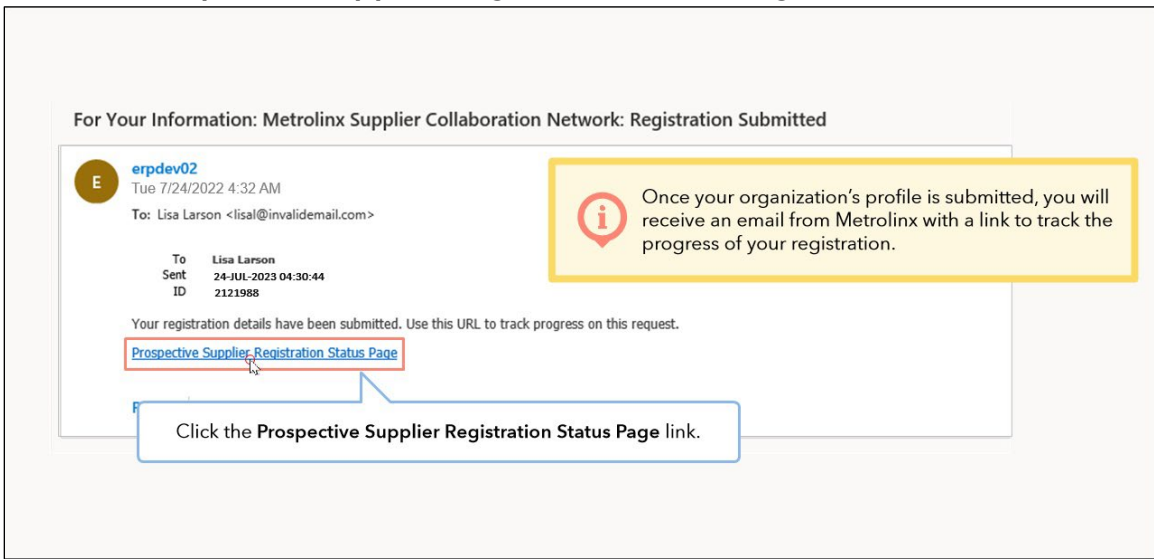 For Your Information: Metrolinx Supplier Collaboration Network: Registration Submitted
E
erpdev02
Tue 7/24/2022 4:32 AM
To: Lisa Larson <lisal@invalidemail.com>
Once your organization's profile is submitted, you will
receive an email from Metrolinx with a link to track the
progress of your registration.
To Lisa Larson
Sent 24-JUL-2023 04:30:44
ID 2121988
Your registration details have been submitted. Use this URL to track progress on this request.
Prospective Supplier Registration Status Page
Click the Prospective Supplier Registration Status Page link.